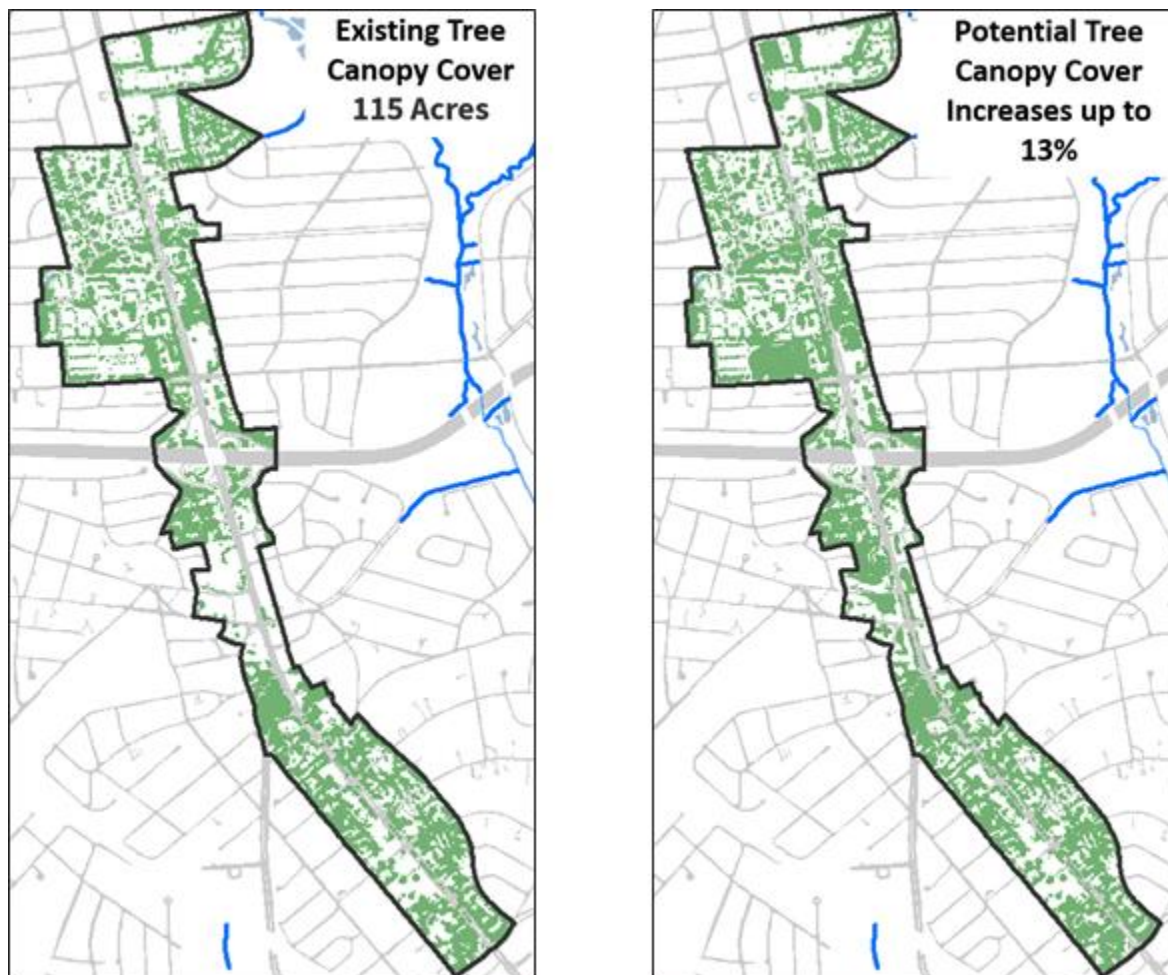 Existing Tree
Canopy Cover
115 Acres
Potential Tree
Canopy Cover
Increases up to
13%